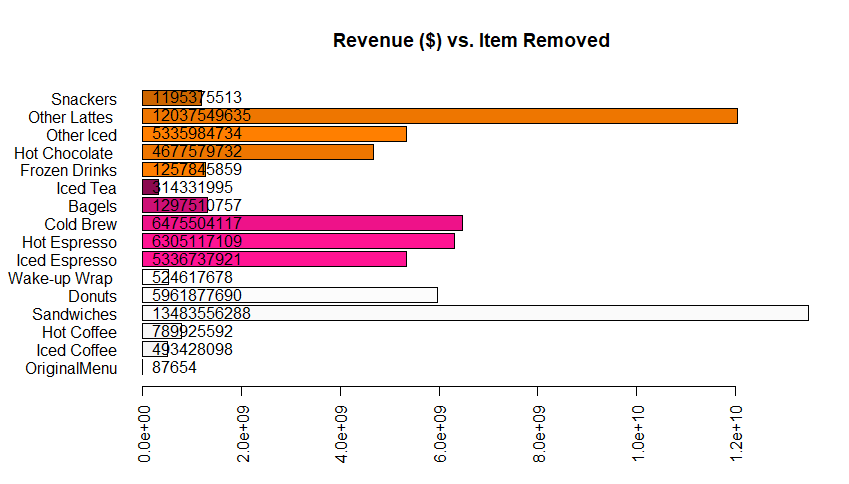 Revenue ($) vs. Item Removed
Snackers 1195375513
Other Lattes 12037549635
Other Iced 5335984734
Hot Chocolate 4677579732
Frozen Drinks 1257845859
Iced Tea 314331995
Bagels 1297510757
Cold Brew 6475504117
Hot Espresso 6305117109
Iced Espresso 5336737921
Wake-up Wrap 524617678
Donuts 5961877690
Sandwiches 13483556288
Hot Coffee 789925592
Iced Coffee 493428098
OriginalMenu 87654
0.0e+00 2.0e+09 4.0e+09 6.0e+09 8.0e+09 1.0e+10 1.2e+10